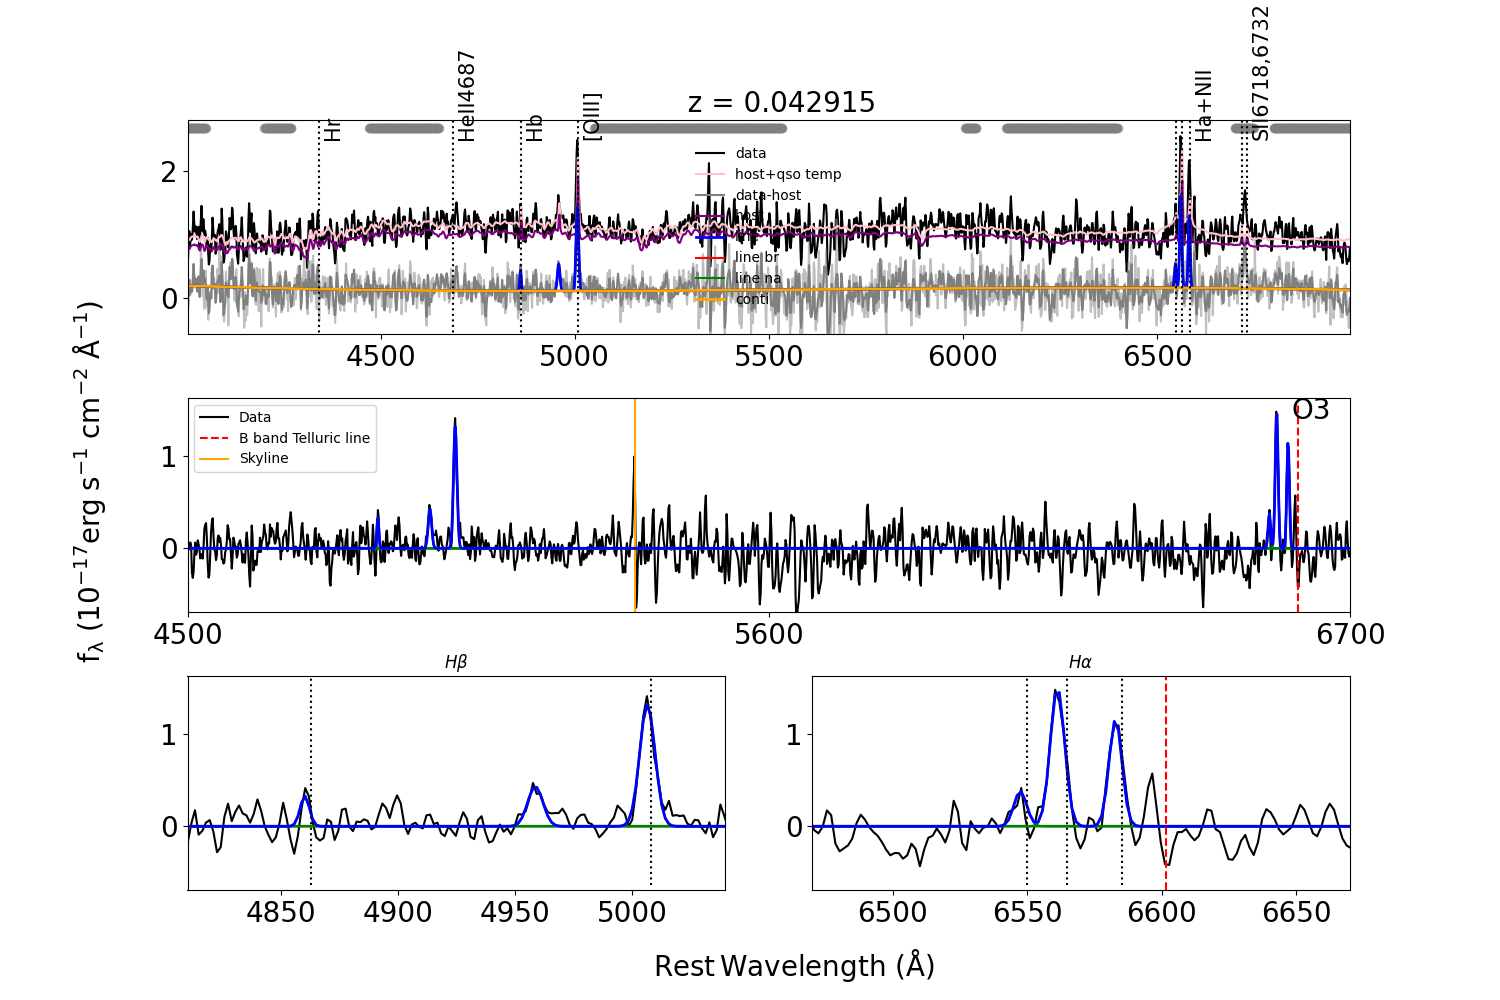 z = 0.042915
Hr
HeII4687
Hb
[OIII]
Ha+NII
SII6718,6732
data
host+qso temp
data-host
line br
line na
conti
2
0
4500 5000 5500 6000 6500
Data
B band Telluric line
Skyline
O3
1
0
4500 5600 6700
fλ (10⁻¹⁷erg s⁻¹ cm⁻² Å⁻¹)
Hβ
1
0
4850 4900 4950 5000
Hα
1
0
6500 6550 6600 6650
Rest Wavelength (Å)